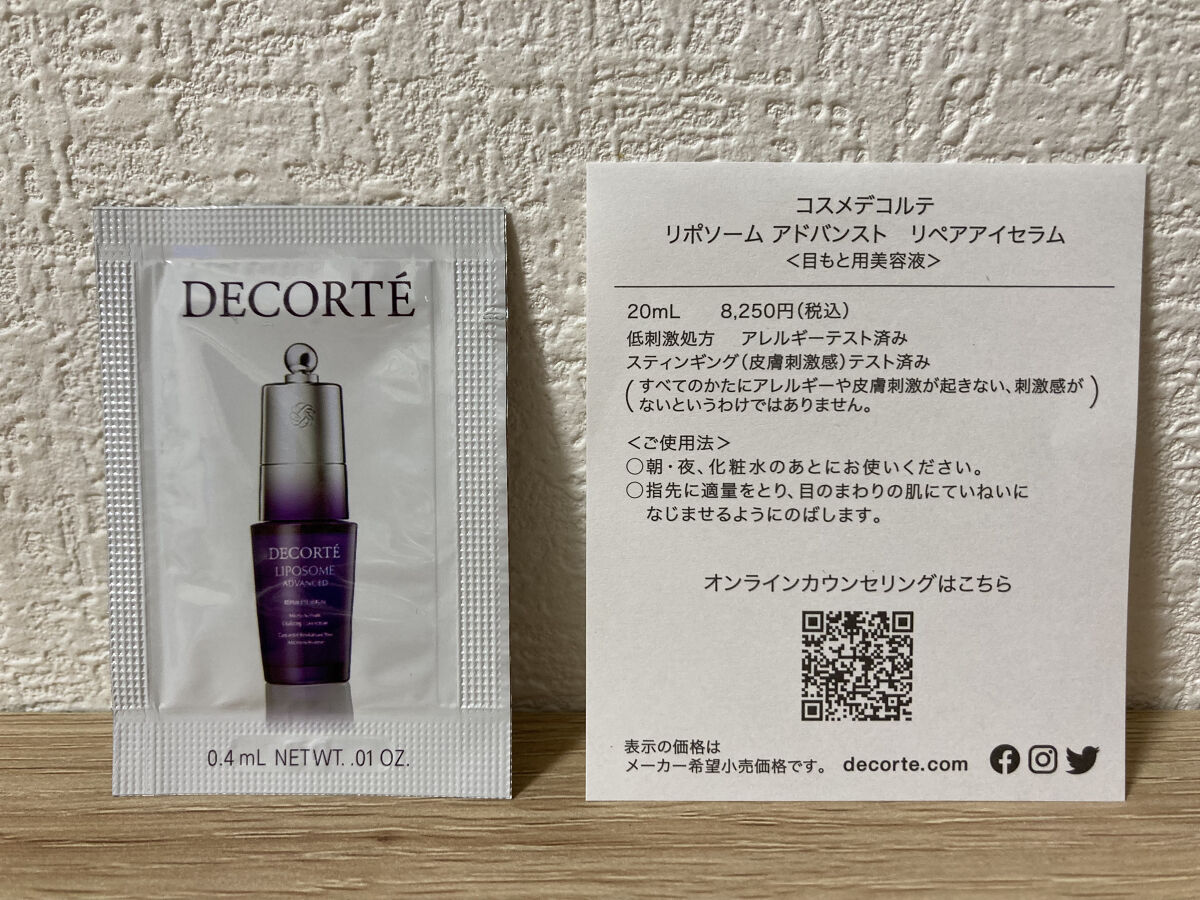 DECORTÉ
DECORTÉ
LIPOSOME
ADVANCED
0.4 mL NET WT. .01 OZ.
コスメデコルテ
リポソーム アドバンスト　リペアアイセラム
＜目もと用美容液＞
20mL　8,250円（税込）
低刺激処方　アレルギーテスト済み
スティンギング（皮膚刺激感）テスト済み
（すべてのかたにアレルギーや皮膚刺激が起きない、刺激感が
ないというわけではありません。）
＜ご使用法＞
○朝・夜、化粧水のあとにお使いください。
○指先に適量をとり、目のまわりの肌にていねいに
なじませるようにのばします。
オンラインカウンセリングはこちら
表示の価格は
メーカー希望小売価格です。 decorte.com